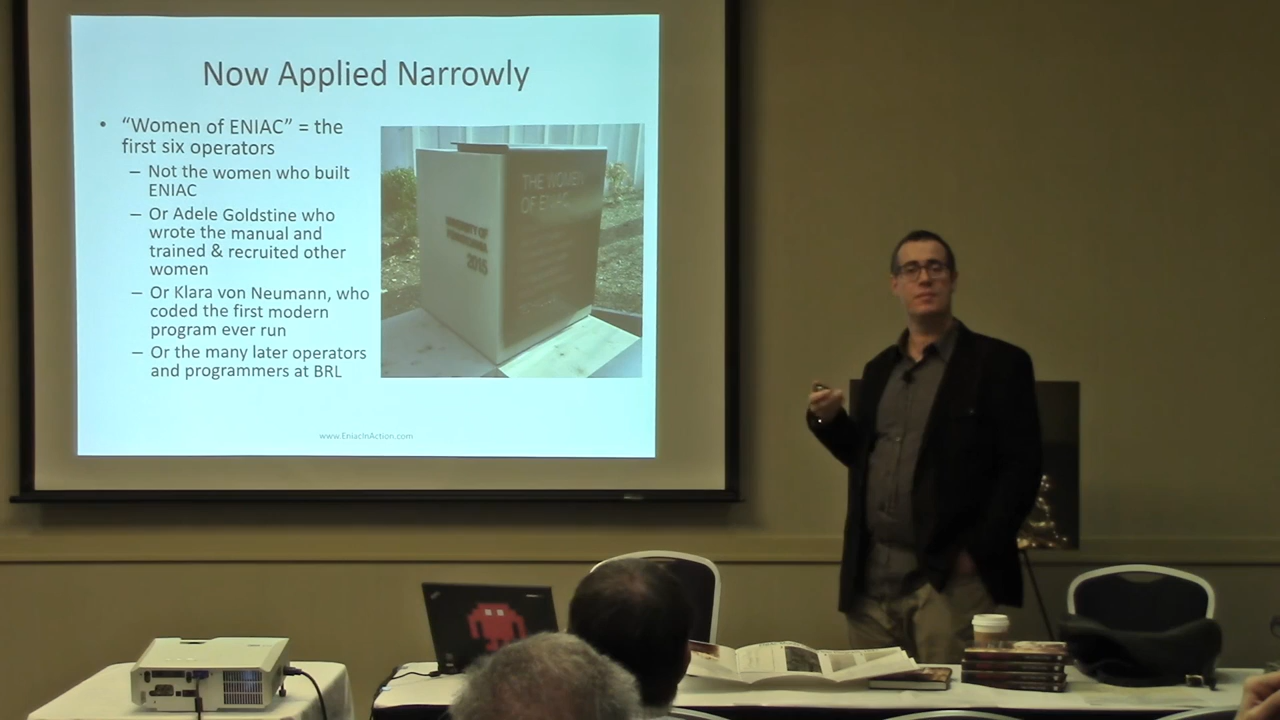 Now Applied Narrowly
• “Women of ENIAC” = the
first six operators
– Not the women who built
ENIAC
– Or Adele Goldstine who
wrote the manual and
trained & recruited other
women
– Or Klara von Neumann, who
coded the first modern
program ever run
– Or the many later operators
and programmers at BRL
THE WOMEN
OF ENIAC
UNIVERSITY OF
PENNSYLVANIA
2015
www.EniacInAction.com